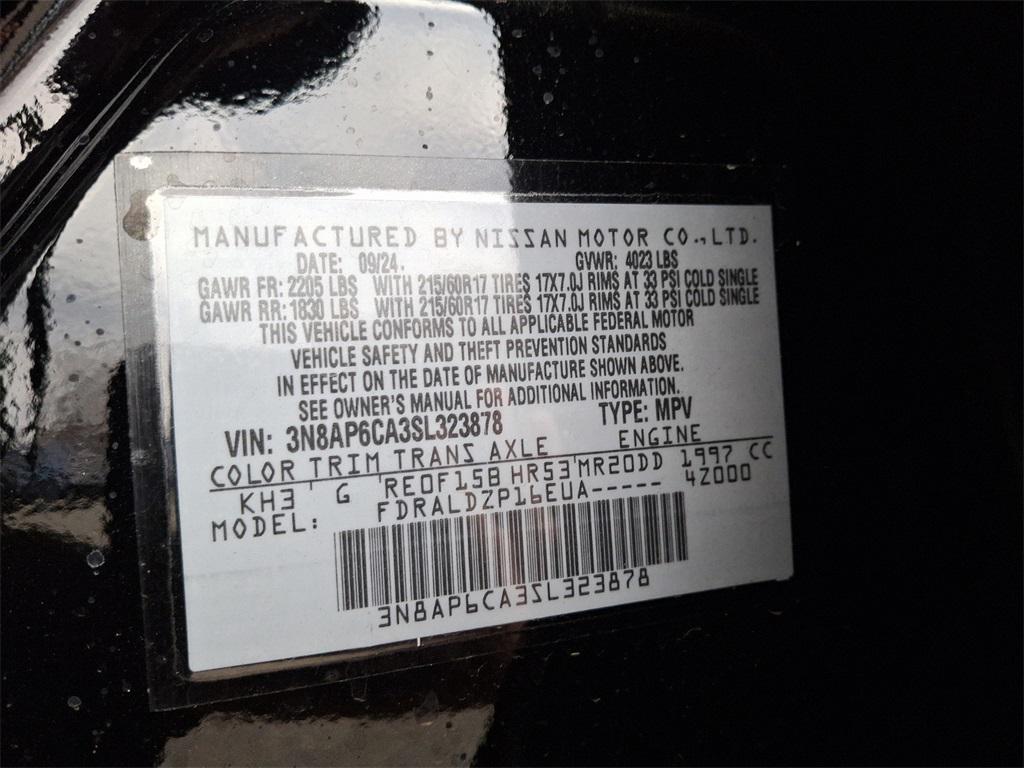 MANUFACTURED BY NISSAN MOTOR CO.,LTD.
DATE: 09/24. GVWR: 4023 LBS
GAWR FR: 2205 LBS WITH 215/60R17 TIRES 17X7.0J RIMS AT 33 PSI COLD SINGLE
GAWR RR: 1830 LBS WITH 215/60R17 TIRES 17X7.0J RIMS AT 33 PSI COLD SINGLE
THIS VEHICLE CONFORMS TO ALL APPLICABLE FEDERAL MOTOR
VEHICLE SAFETY AND THEFT PREVENTION STANDARDS
IN EFFECT ON THE DATE OF MANUFACTURE SHOWN ABOVE.
SEE OWNER'S MANUAL FOR ADDITIONAL INFORMATION.
VIN: 3N8AP6CA3SL323878 TYPE: MPV
COLOR TRIM TRANS AXLE ENGINE
KH3 G RE0F15B HR53 MR20DD 1997 CC
MODEL: FDRALDZP16EUA----- 4Z000
3N8AP6CA3SL323878